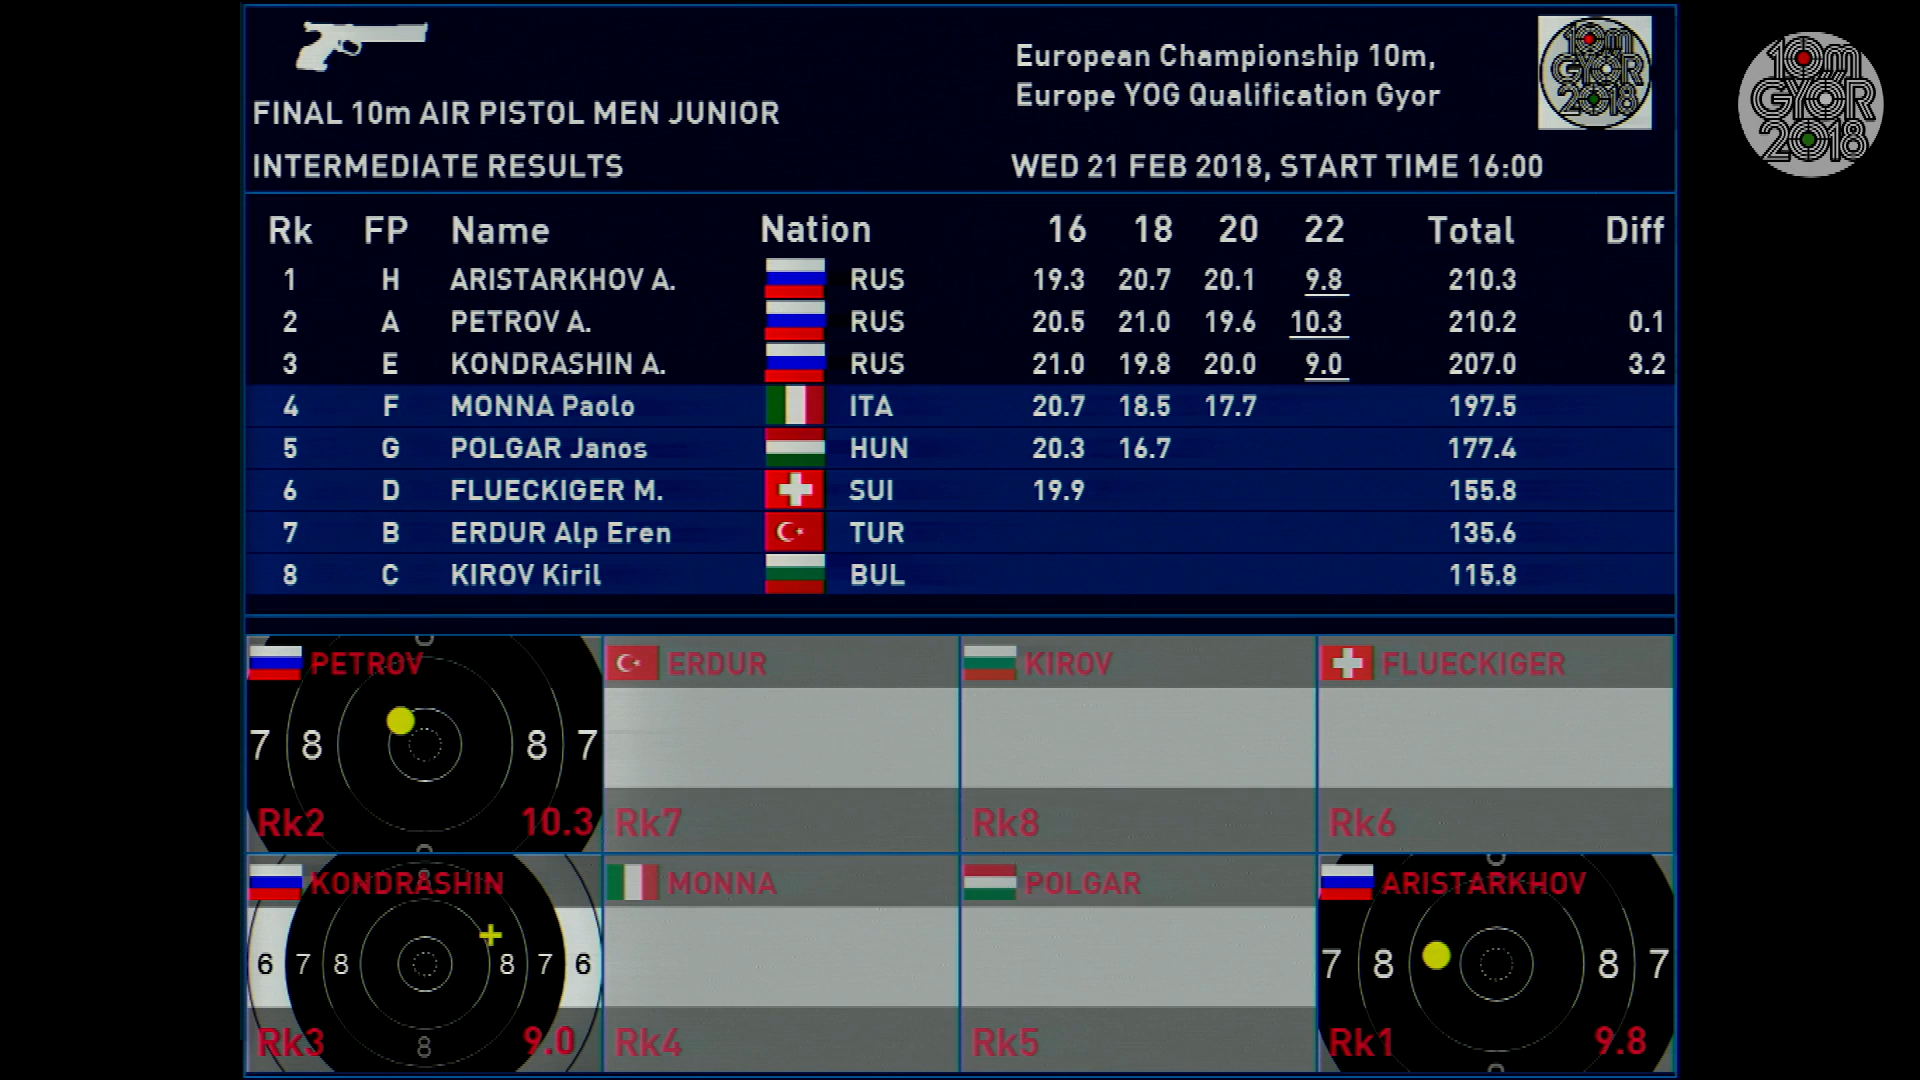 FINAL 10m AIR PISTOL MEN JUNIOR
European Championship 10m,
Europe YOG Qualification Gyor
10m
GYOR
2018
10m
GYOR
2018
INTERMEDIATE RESULTS
WED 21 FEB 2018, START TIME 16:00
Rk FP Name Nation 16 18 20 22 Total Diff
1 H ARISTARKHOV A. RUS 19.3 20.7 20.1 9.8 210.3
2 A PETROV A. RUS 20.5 21.0 19.6 10.3 210.2 0.1
3 E KONDRASHIN A. RUS 21.0 19.8 20.0 9.0 207.0 3.2
4 F MONNA Paolo ITA 20.7 18.5 17.7 197.5
5 G POLGAR Janos HUN 20.3 16.7 177.4
6 D FLUECKIGER M. SUI 19.9 155.8
7 B ERDUR Alp Eren TUR 135.6
8 C KIROV Kiril BUL 115.8
PETROV
7 8 8 7
Rk2 10.3
ERDUR
Rk7
KIROV
Rk8
FLUECKIGER
Rk6
KONDRASHIN
8
6 7 8 8 7 6
8
Rk3 9.0
MONNA
Rk4
POLGAR
Rk5
ARISTARKHOV
7 8 8 7
Rk1 9.8